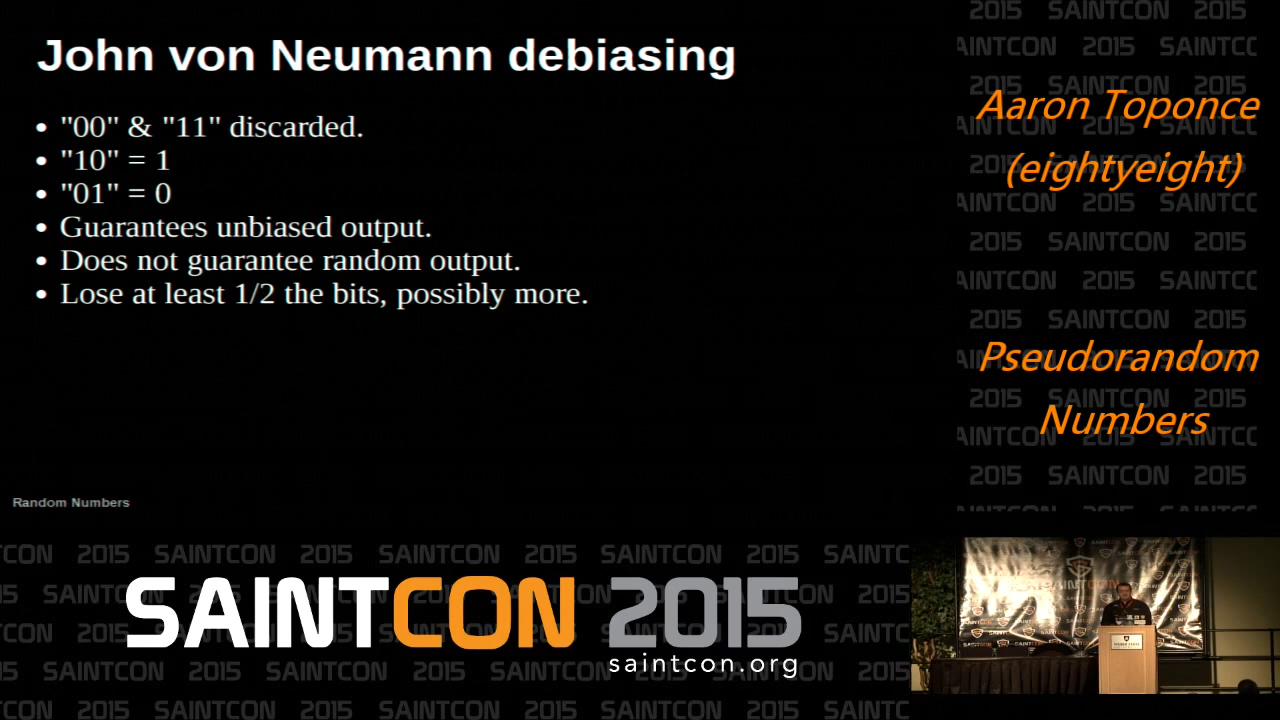 John von Neumann debiasing
• "00" & "11" discarded.
• "10" = 1
• "01" = 0
• Guarantees unbiased output.
• Does not guarantee random output.
• Lose at least 1/2 the bits, possibly more.
Random Numbers
Aaron Toponce
(eightyeight)
Pseudorandom
Numbers
SAINTCON 2015
saintcon.org